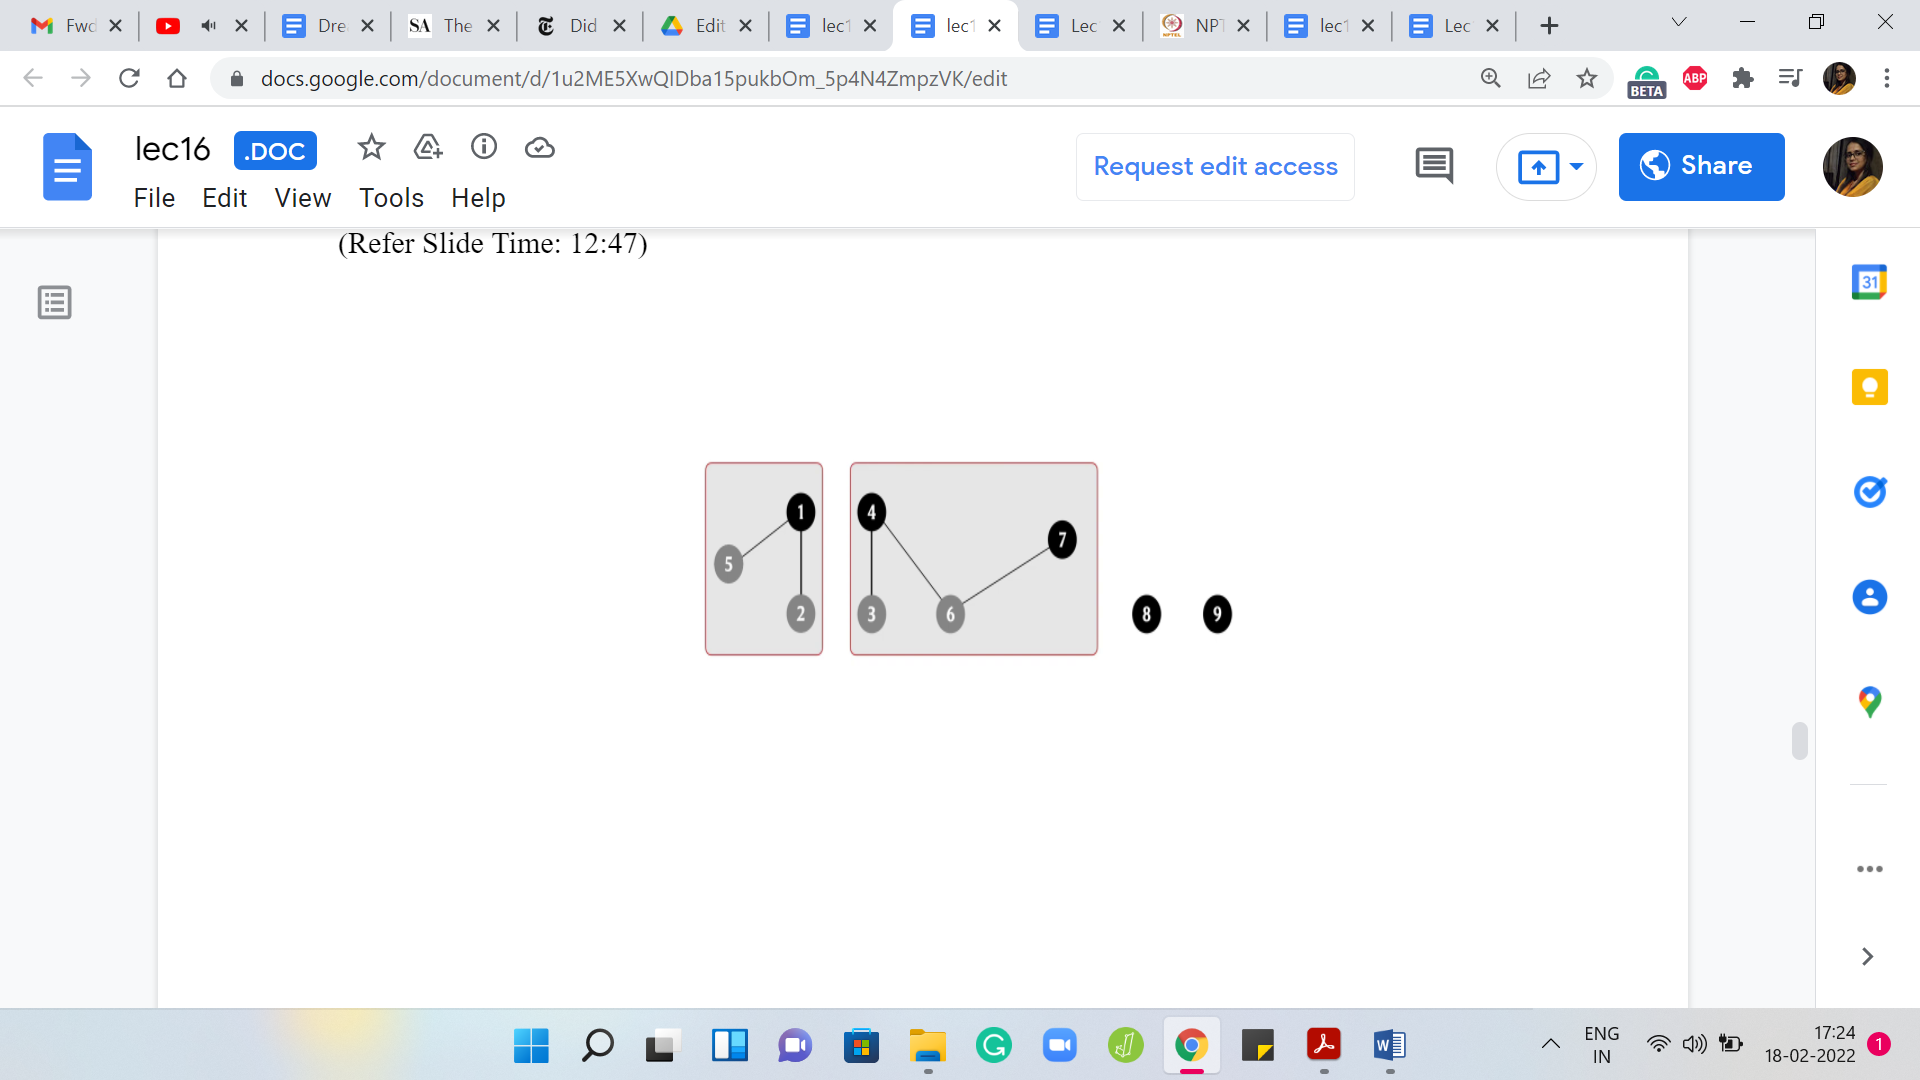 Fwd
Dre
SA The
Did
Edit
lec1
lec1
Lec
NPT
lec1
Lec
docs.google.com/document/d/1u2ME5XwQIDba15pukbOm_5p4N4ZmpzVK/edit
ABP
BETA
lec16 .DOC
Request edit access
Share
File Edit View Tools Help
(Refer Slide Time: 12:47)
31
1
4
7
5
2
3
6
8
9
ENG
IN
17:24
18-02-2022
1